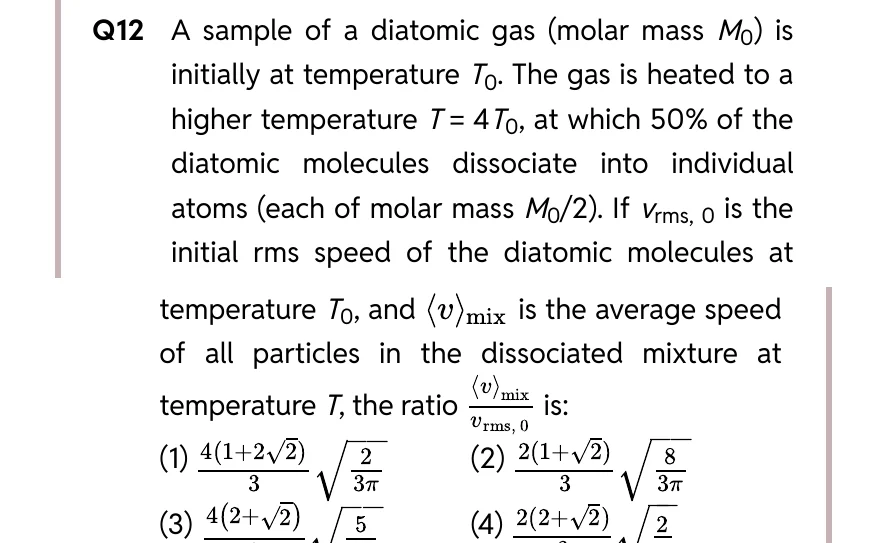 Q12 A sample of a diatomic gas (molar mass M₀) is
initially at temperature T₀. The gas is heated to a
higher temperature T = 4T₀, at which 50% of the
diatomic molecules dissociate into individual
atoms (each of molar mass M₀/2). If v_rms, 0 is the
initial rms speed of the diatomic molecules at
temperature T₀, and ⟨v⟩_mix is the average speed
of all particles in the dissociated mixture at
temperature T, the ratio ⟨v⟩_mix / v_rms, 0 is:
(1) 4(1+2√2)/3 √(2/3π) (2) 2(1+√2)/3 √(8/3π)
(3) 4(2+√2) √5 (4) 2(2+√2) √2